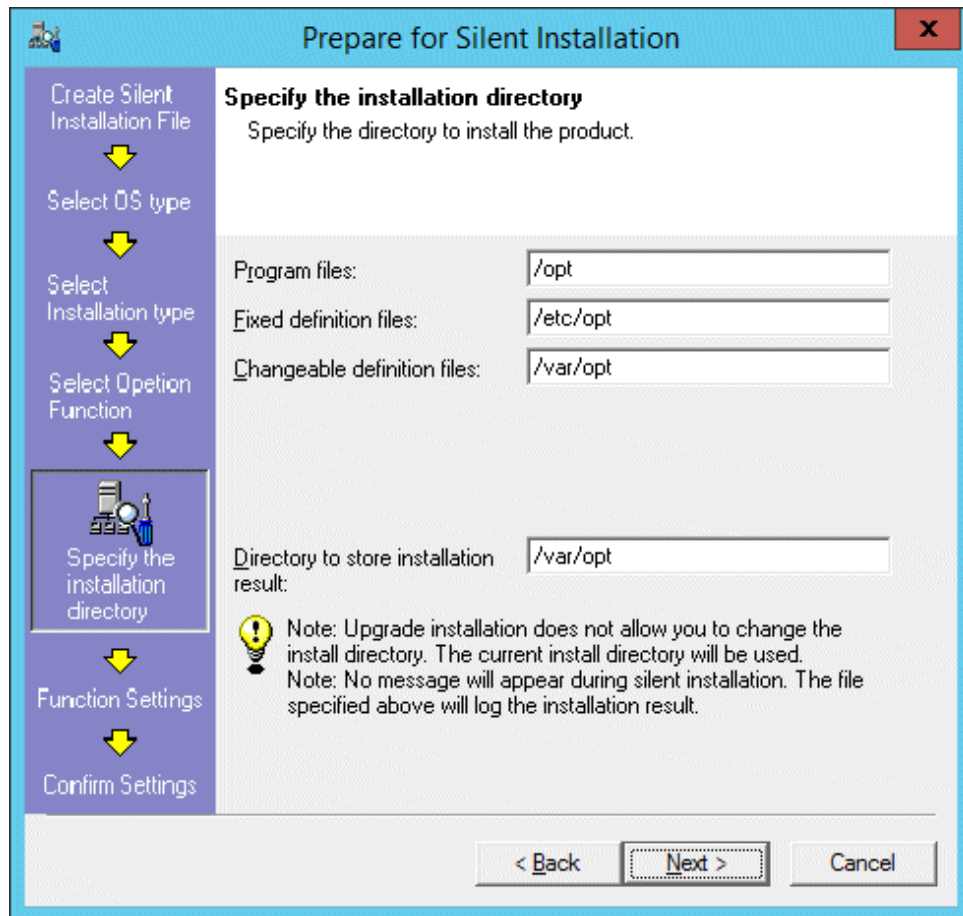 Prepare for Silent Installation
x
Create Silent
Installation File
Select OS type
Select
Installation type
Select Opetion
Function
Specify the
installation
directory
Function Settings
Confirm Settings
Specify the installation directory
Specify the directory to install the product.
Program files:
/opt
Fixed definition files:
/etc/opt
Changeable definition files:
/var/opt
Directory to store installation
result:
/var/opt
Note: Upgrade installation does not allow you to change the
install directory. The current install directory will be used.
Note: No message will appear during silent installation. The file
specified above will log the installation result.
< Back
Next >
Cancel